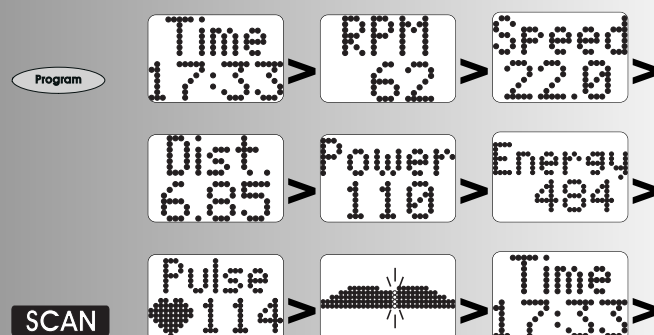 Time > RPM > Speed >
Program
17:33 62 22.0
Dist. > Power > Energy >
6.85 110 484
Pulse > > Time >
114 17:33
SCAN